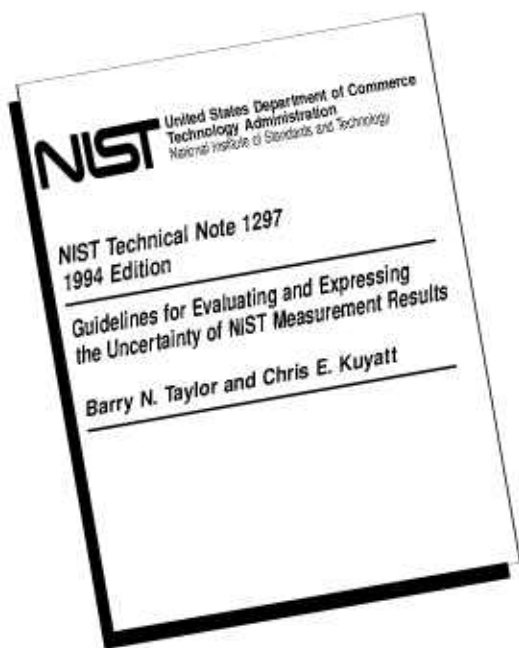 NIST
United States Department of Commerce
Technology Administration
National Institute of Standards and Technology
NIST Technical Note 1297
1994 Edition
Guidelines for Evaluating and Expressing
the Uncertainty of NIST Measurement Results
Barry N. Taylor and Chris E. Kuyatt